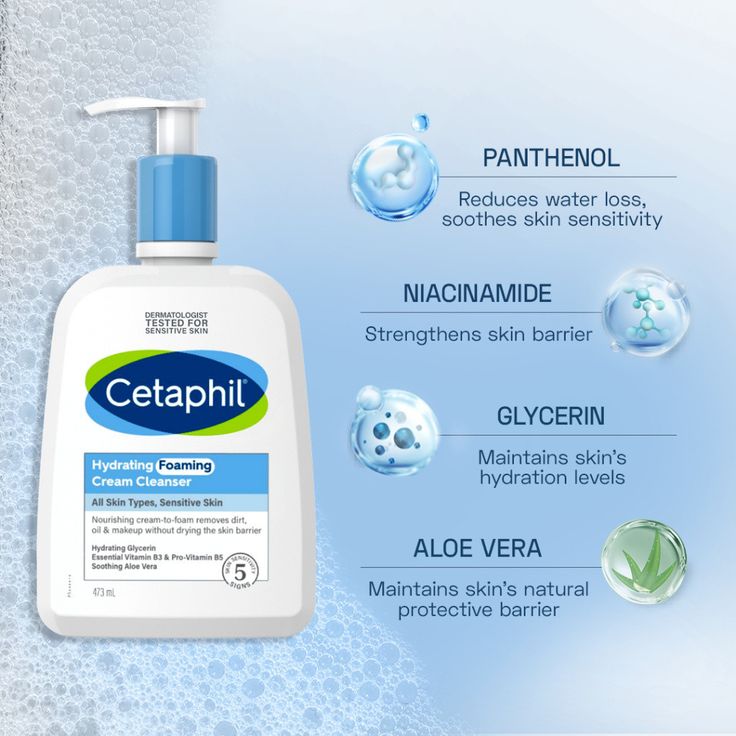 DERMATOLOGIST
TESTED FOR
SENSITIVE SKIN
Cetaphil®
Hydrating Foaming
Cream Cleanser
All Skin Types, Sensitive Skin
Nourishing cream-to-foam removes dirt,
oil & makeup without drying the skin barrier
Hydrating Glycerin
Essential Vitamin B3 & Pro-Vitamin B5
Soothing Aloe Vera
SKIN SENSITIVITY
5
SIGNS
473 mL
PANTHENOL
Reduces water loss,
soothes skin sensitivity
NIACINAMIDE
Strengthens skin barrier
GLYCERIN
Maintains skin's
hydration levels
ALOE VERA
Maintains skin's natural
protective barrier